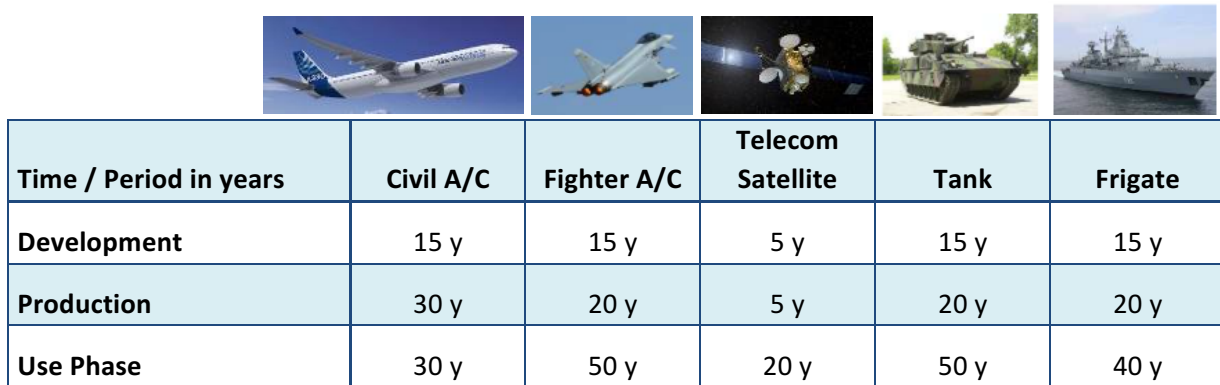 Time / Period in years Civil A/C Fighter A/C Telecom Satellite Tank Frigate
Development 15 y 15 y 5 y 15 y 15 y
Production 30 y 20 y 5 y 20 y 20 y
Use Phase 30 y 50 y 20 y 50 y 40 y